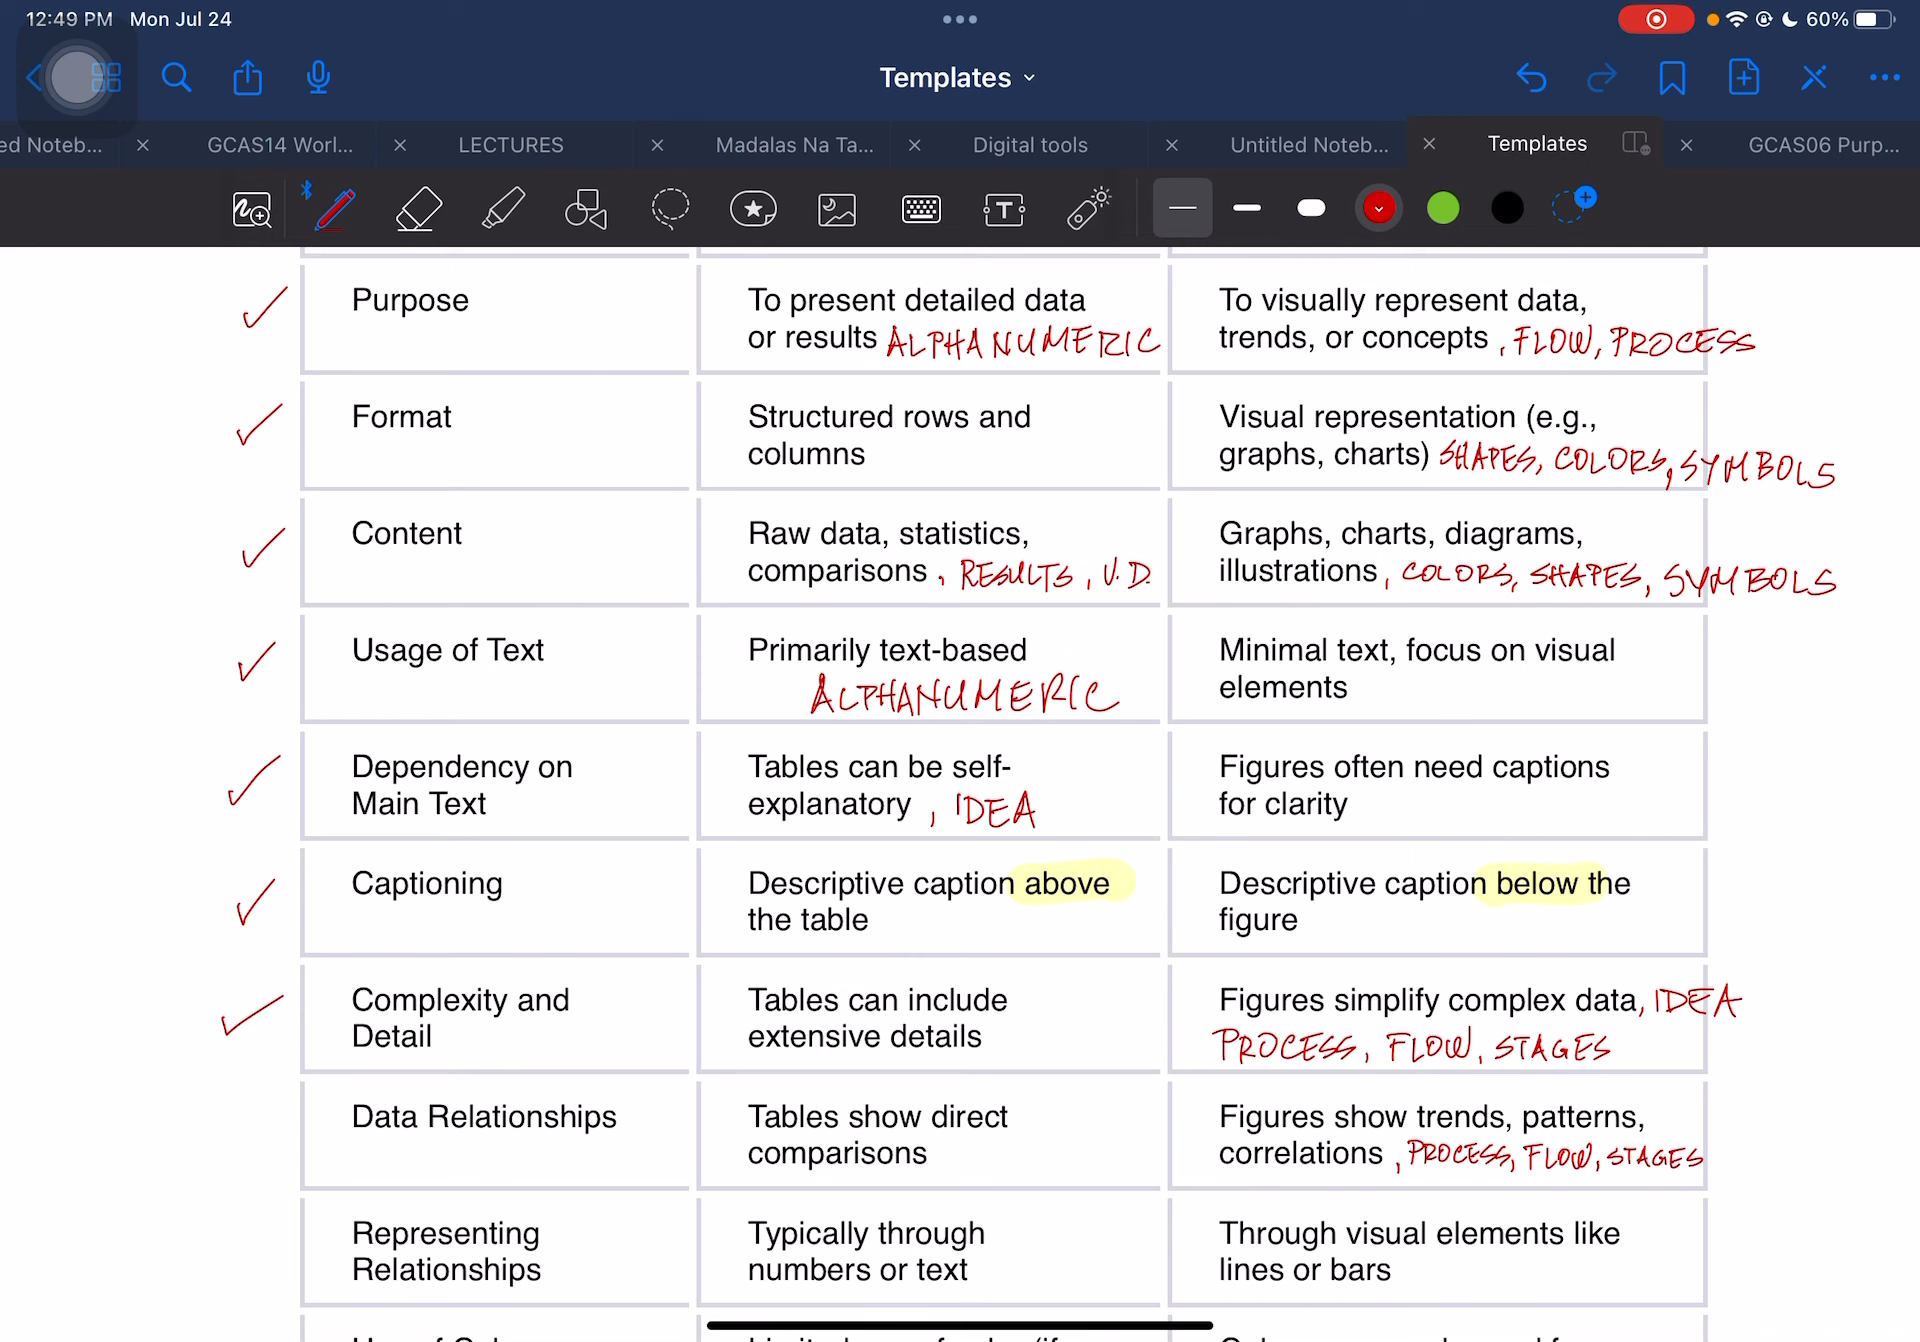 12:49 PM Mon Jul 24
60%
Templates
ed Noteb...
GCAS14 Worl...
LECTURES
Madalas Na Ta...
Digital tools
Untitled Noteb...
Templates
GCAS06 Purp...
Purpose
To present detailed data
or results ALPHANUMERIC
To visually represent data,
trends, or concepts , FLOW, PROCESS
Format
Structured rows and
columns
Visual representation (e.g.,
graphs, charts) SHAPES, COLORS, SYMBOLS
Content
Raw data, statistics,
comparisons , RESULTS , V.D.
Graphs, charts, diagrams,
illustrations , COLORS, SHAPES, SYMBOLS
Usage of Text
Primarily text-based
ALPHANUMERIC
Minimal text, focus on visual
elements
Dependency on
Main Text
Tables can be self-
explanatory , IDEA
Figures often need captions
for clarity
Captioning
Descriptive caption above
the table
Descriptive caption below the
figure
Complexity and
Detail
Tables can include
extensive details
Figures simplify complex data, IDEA
PROCESS, FLOW, STAGES
Data Relationships
Tables show direct
comparisons
Figures show trends, patterns,
correlations , PROCESS, FLOW, STAGES
Representing
Relationships
Typically through
numbers or text
Through visual elements like
lines or bars